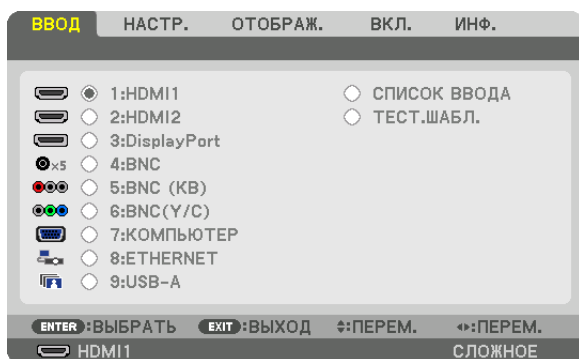 ВВОД НАСТР. ОТОБРАЖ. ВКЛ. ИНФ.
1:HDMI1 СПИСОК ВВОДА
2:HDMI2 ТЕСТ.ШАБЛ.
3:DisplayPort
×5 4:BNC
5:BNC (КВ)
6:BNC(Y/C)
7:КОМПЬЮТЕР
8:ETHERNET
9:USB-A
ENTER:ВЫБРАТЬ EXIT:ВЫХОД :ПЕРЕМ. :ПЕРЕМ.
HDMI1 СЛОЖНОЕ